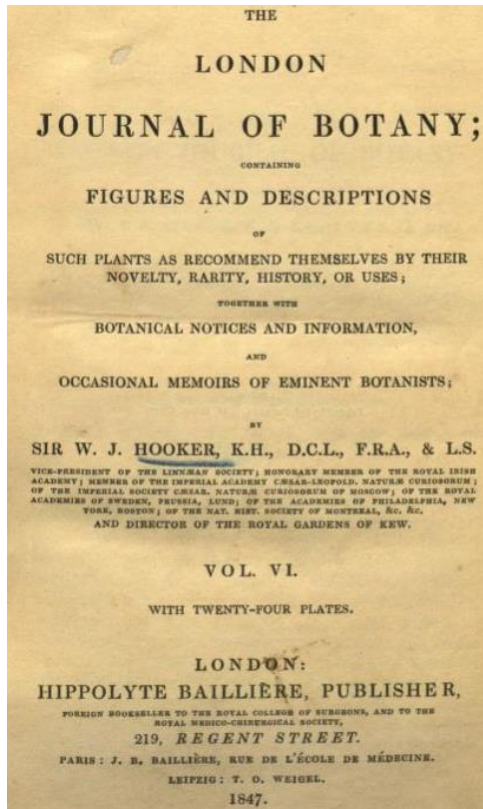 THE
LONDON
JOURNAL OF BOTANY;
CONTAINING
FIGURES AND DESCRIPTIONS
OF
SUCH PLANTS AS RECOMMEND THEMSELVES BY THEIR
NOVELTY, RARITY, HISTORY, OR USES;
TOGETHER WITH
BOTANICAL NOTICES AND INFORMATION,
AND
OCCASIONAL MEMOIRS OF EMINENT BOTANISTS;
BY
SIR W. J. HOOKER, K.H., D.C.L., F.R.A., & L.S.
VICE-PRESIDENT OF THE LINNÆAN SOCIETY; HONORARY MEMBER OF THE ROYAL IRISH
ACADEMY; MEMBER OF THE IMPERIAL ACADEMY CÆSAR-LEOPOLD. NATURÆ CURIOSORUM;
OF THE IMPERIAL SOCIETY CÆSAR. NATURÆ CURIOSORUM OF MOSCOW; OF THE ROYAL
ACADEMIES OF SWEDEN, PRUSSIA, LUND; OF THE ACADEMIES OF PHILADELPHIA, NEW
YORK, BOSTON; OF THE NAT. HIST. SOCIETY OF MONTREAL, &c. &c.
AND DIRECTOR OF THE ROYAL GARDENS OF KEW.
VOL. VI.
WITH TWENTY-FOUR PLATES.
LONDON:
HIPPOLYTE BAILLIÈRE, PUBLISHER,
FOREIGN BOOKSELLER TO THE ROYAL COLLEGE OF SURGEONS, AND TO THE
ROYAL MEDICO-CHIRURGICAL SOCIETY,
219, REGENT STREET.
PARIS: J. B. BAILLIÈRE, RUE DE L'ÉCOLE DE MÉDECINE.
LEIPZIG: T. O. WEIGEL.
1847.